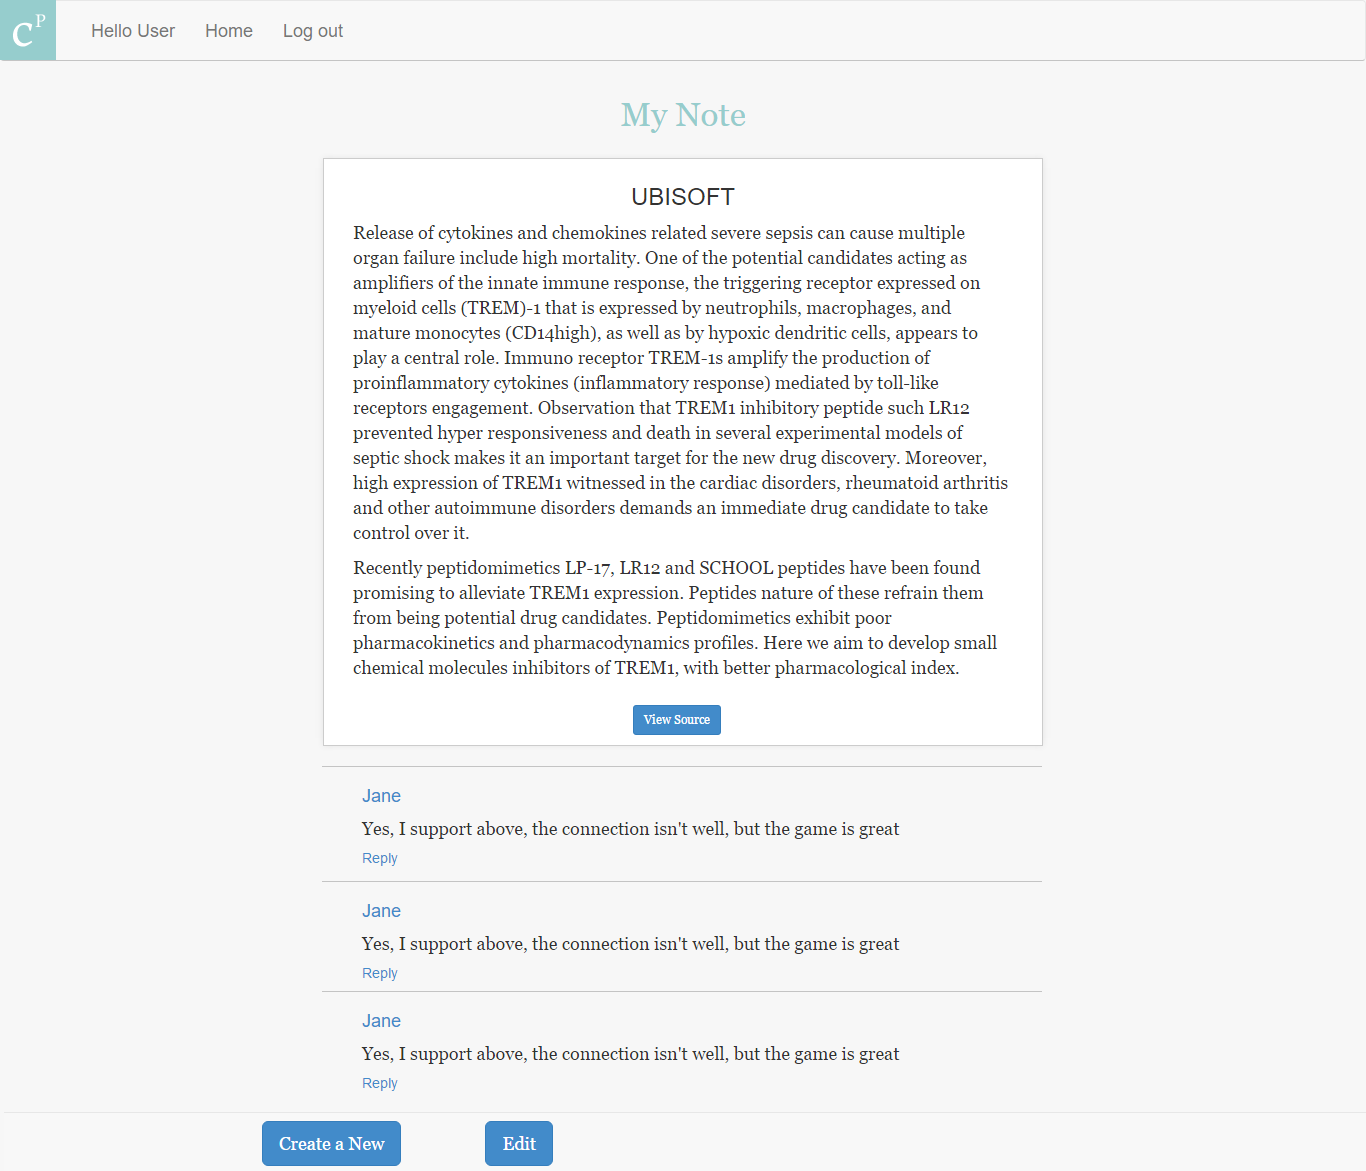 CP
Hello User Home Log out
My Note
UBISOFT
Release of cytokines and chemokines related severe sepsis can cause multiple
organ failure include high mortality. One of the potential candidates acting as
amplifiers of the innate immune response, the triggering receptor expressed on
myeloid cells (TREM)-1 that is expressed by neutrophils, macrophages, and
mature monocytes (CD14high), as well as by hypoxic dendritic cells, appears to
play a central role. Immuno receptor TREM-1s amplify the production of
proinflammatory cytokines (inflammatory response) mediated by toll-like
receptors engagement. Observation that TREM1 inhibitory peptide such LR12
prevented hyper responsiveness and death in several experimental models of
septic shock makes it an important target for the new drug discovery. Moreover,
high expression of TREM1 witnessed in the cardiac disorders, rheumatoid arthritis
and other autoimmune disorders demands an immediate drug candidate to take
control over it.
Recently peptidomimetics LP-17, LR12 and SCHOOL peptides have been found
promising to alleviate TREM1 expression. Peptides nature of these refrain them
from being potential drug candidates. Peptidomimetics exhibit poor
pharmacokinetics and pharmacodynamics profiles. Here we aim to develop small
chemical molecules inhibitors of TREM1, with better pharmacological index.
View Source
Jane
Yes, I support above, the connection isn't well, but the game is great
Reply
Jane
Yes, I support above, the connection isn't well, but the game is great
Reply
Jane
Yes, I support above, the connection isn't well, but the game is great
Reply
Create a New Edit